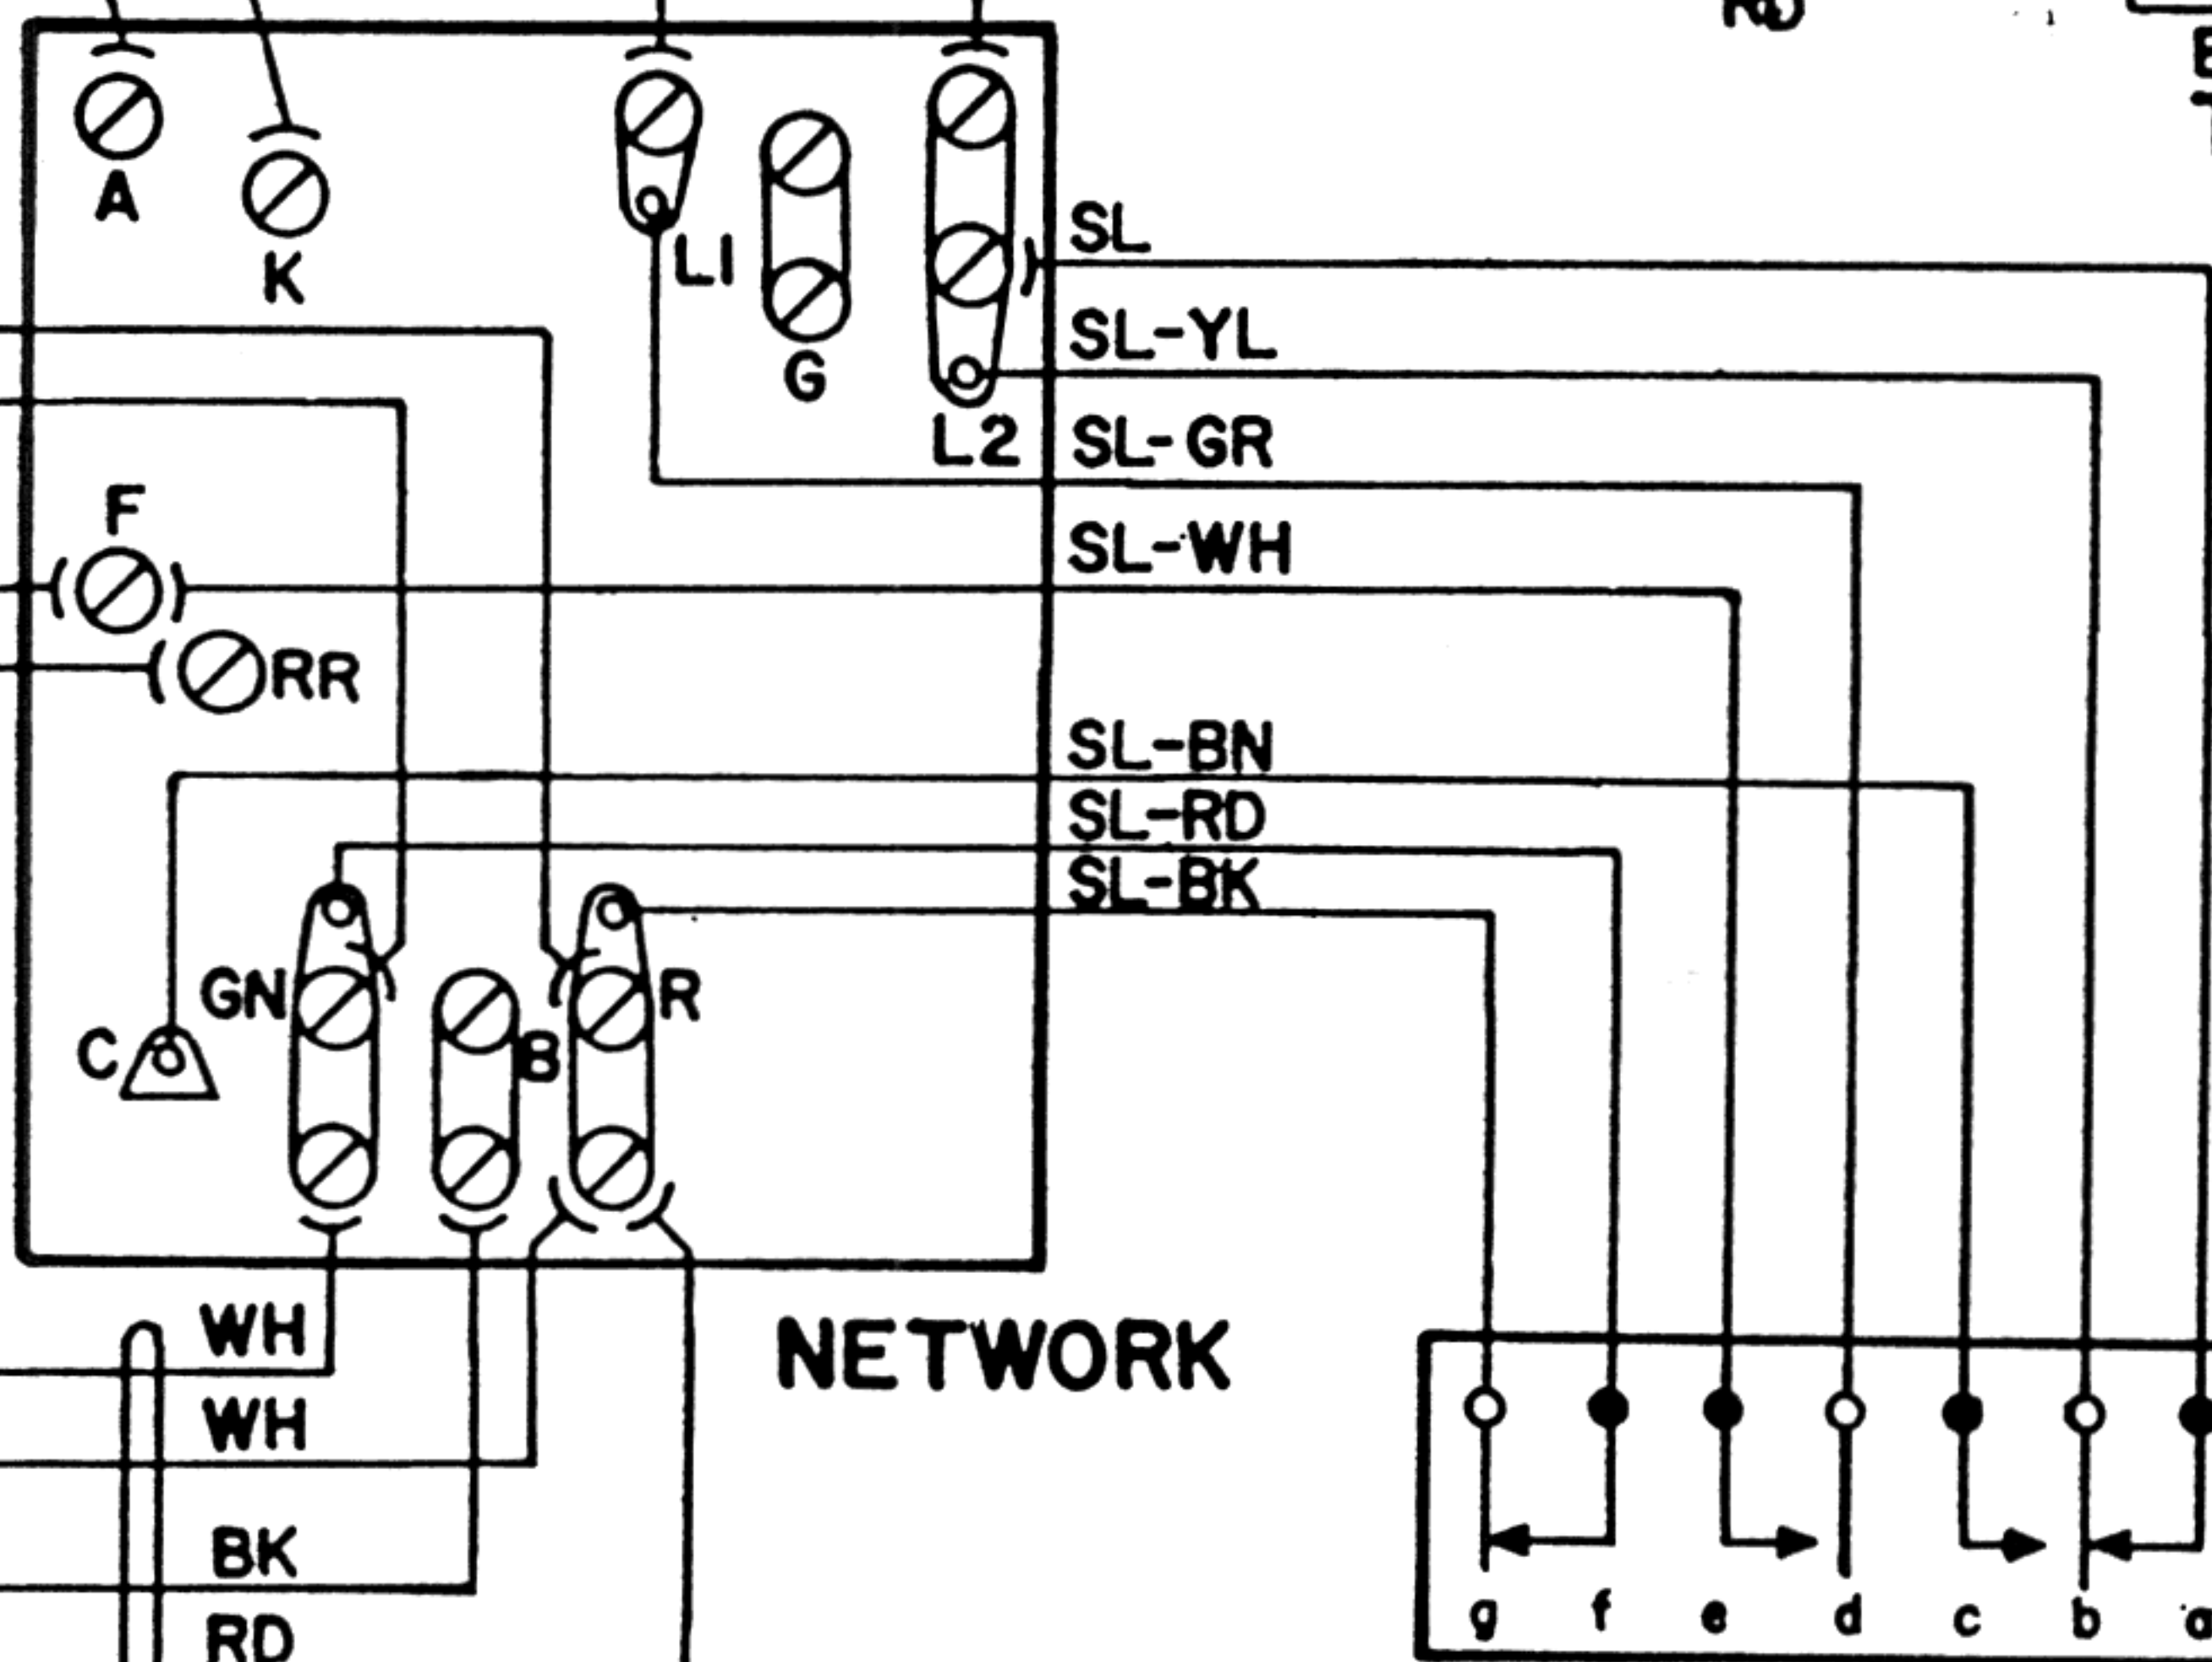 A
K
L1
G
L2
SL
SL-YL
SL-GR
SL-WH
F
RR
SL-BN
SL-RD
SL-BK
GN
B
R
C
NETWORK
WH
WH
BK
RD
g f e d c b a